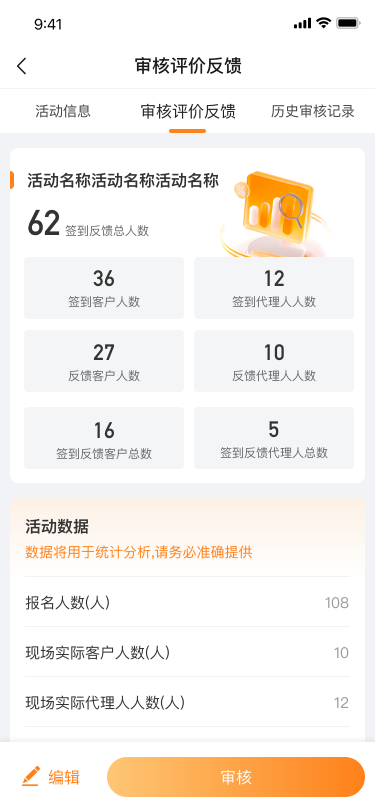 9:41
审核评价反馈
活动信息
审核评价反馈
历史审核记录
活动名称活动名称活动名称
62 签到反馈总人数
36
12
签到客户人数
签到代理人人数
27
10
反馈客户人数
反馈代理人人数
16
5
签到反馈客户总数
签到反馈代理人总数
活动数据
数据将用于统计分析,请务必准确提供
报名人数(人) 108
现场实际客户人数(人) 10
现场实际代理人人数(人) 12
编辑
审核